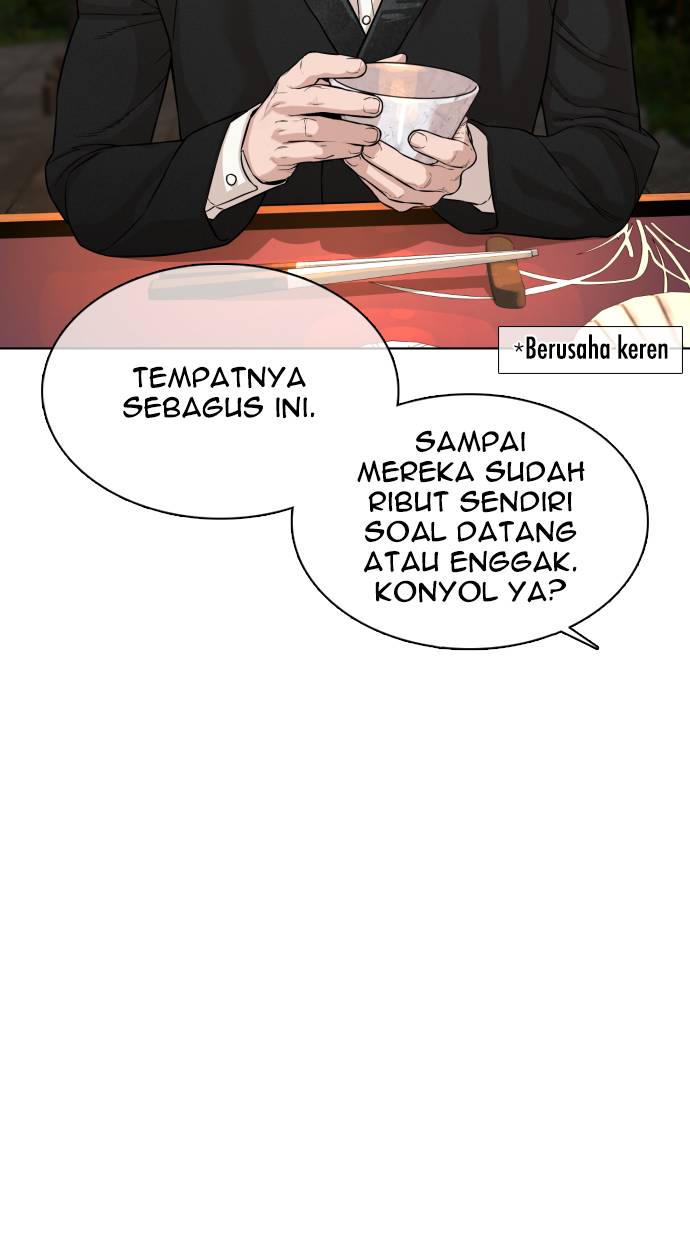 *Berusaha keren
TEMPATNYA
SEBAGUS INI.
SAMPAI
MEREKA SUDAH
RIBUT SENDIRI
SOAL DATANG
ATAU ENGGAK.
KONYOL YA?